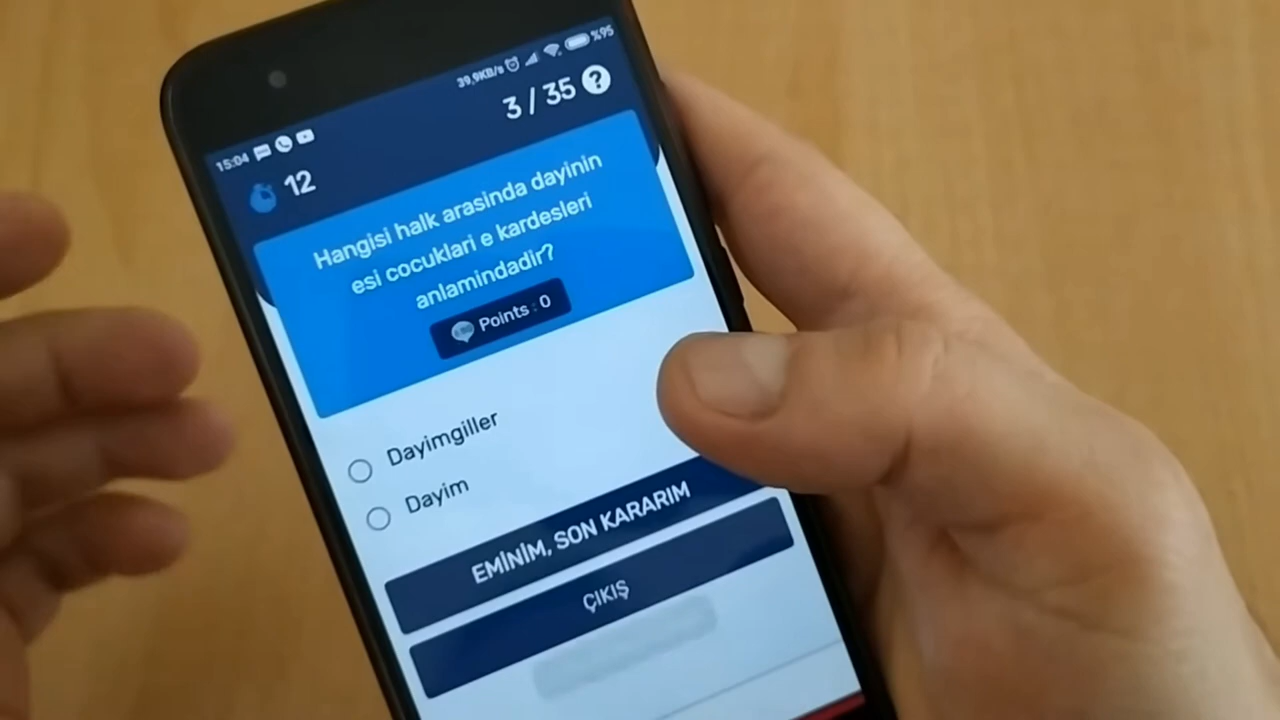 15:04
39,9KB/s
%95
12
3 / 35 ?
Hangisi halk arasinda dayinin
esi cocuklari e kardesleri
anlamindadir?
Points : 0
Dayimgiller
Dayim
EMİNİM, SON KARARIM
ÇIKIŞ